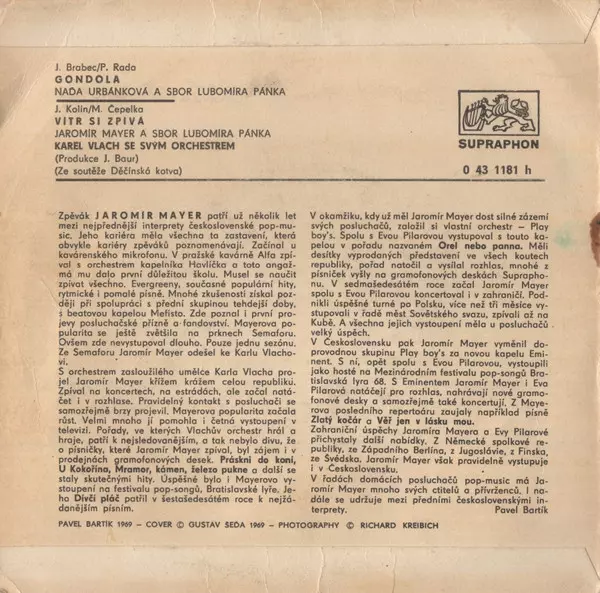 J. Brabec/P. Rada
GONDOLA
NAĎA URBÁNKOVÁ A SBOR LUBOMÍRA PÁNKA
J. Kolín/M. Čepelka
VÍTR SI ZPÍVÁ
JAROMÍR MAYER A SBOR LUBOMÍRA PÁNKA
KAREL VLACH SE SVÝM ORCHESTREM
(Produkce J. Baur)
(Ze soutěže Děčínská kotva)
SUPRAPHON
0 43 1181 h
Zpěvák JAROMÍR MAYER patří už několik let
mezi nejpřednější interprety československé pop-mu-
sic. Jeho kariéra měla všechna ta zastavení, která
obvykle kariéry zpěváků poznamenávají. Začínal u
kavárenského mikrofonu. V pražské kavárně Alfa zpí-
val s orchestrem kapelníka Havlíčka a toto angaž-
má mu dalo první důležitou školu. Musel se naučit
zpívat všechno. Evergreeny, současné populární hity,
rytmické i pomalé písně. Mnohé zkušenosti získal poz-
ději při spolupráci s přední skupinou tehdejší doby,
s beatovou kapelou Mefisto. Zde poznal i první pro-
jevy posluchačské přízně a fandovství. Mayerova po-
pularita se ještě zvětšila na prknech Semaforu.
Ovšem zde nevystupoval dlouho. Pouze jednu sezónu.
Ze Semaforu Jaromír Mayer odešel ke Karlu Vlacho-
vi.
S orchestrem zasloužilého umělce Karla Vlacha pro-
jel Jaromír Mayer křížem krážem celou republiku.
Zpíval na koncertech, na estrádách, ale začal natá-
čet i v rozhlase. Pravidelný kontakt s posluchači se
samozřejmě brzy projevil. Mayerova popularita začala
růst. Velmi mnoho jí pomohla i četná vystoupení v
televizi. Pořady, ve kterých Vlachův orchestr hrál a
hraje, patří k nejsledovanějším, a tak nebylo divu, že
o písničky, které Jaromír Mayer zpíval, byl zájem i v
prodejnách gramofonových desek. Práskni do koní,
U Kokořína, Mramor, kámen, železo pukne a další se
staly skutečnými hity. Úspěšné bylo i Mayerovo vy-
stoupení na festivalu pop-songů, Bratislavské lyře. Je-
ho Dívčí pláč patřil v šestašedesátém roce k nejžá-
danějším písním.
V okamžiku, kdy už měl Jaromír Mayer dost silné zázemí
svých posluchačů, založil si vlastní orchestr – Play
boy's. Spolu s Evou Pilarovou vystupoval s touto ka-
pelou v pořadu nazvaném Orel nebo panna. Měli
desítky vyprodaných představení ve všech koutech
republiky, pořad natočil a vysílal rozhlas, mnohé z
písniček vyšly na gramofonových deskách Supraphо-
nu. V sedmašedesátém roce začal Jaromír Mayer
spolu s Evou Pilarovou koncertovat i v zahraničí. Pod-
nikli úspěšné turné po Polsku, více než tři měsíce vy-
stupovali v řadě měst Sovětského svazu, zpívali až na
Kubě. A všechna jejich vystoupení měla u posluchačů
velký úspěch.
V Československu pak Jaromír Mayer vyměnil do-
provodnou skupinu Play boy's za novou kapelu Emi-
nent. S ní, opět spolu s Evou Pilarovou, vystoupili
jako hosté na Mezinárodním festivalu pop-songů Bra-
tislavská lyra 68. S Eminentem Jaromír Mayer i Eva
Pilarová natáčejí pro rozhlas, nahrávají nové gramo-
fonové desky a samozřejmě také koncertují. Z Maye-
rova posledního repertoáru zaujaly například písně
Zlatý kočár a Věř jen v lásku mou.
Zahraniční úspěchy Jaromíra Mayera a Evy Pilarové
přichystaly další nabídky. Z Německé spolkové re-
publiky, ze Západního Berlína, z Jugoslávie, z Finska,
ze Švédska. Jaromír Mayer však pravidelně vystupuje
i v Československu.
V řadách domácích posluchačů pop-music má Ja-
romír Mayer mnoho svých ctitelů a přívrženců. I na-
dále se udržuje mezi předními československými in-
terprety.
Pavel Bartík
PAVEL BARTÍK 1969 – COVER © GUSTAV ŠEDA 1969 – PHOTOGRAPHY © RICHARD KREIBICH